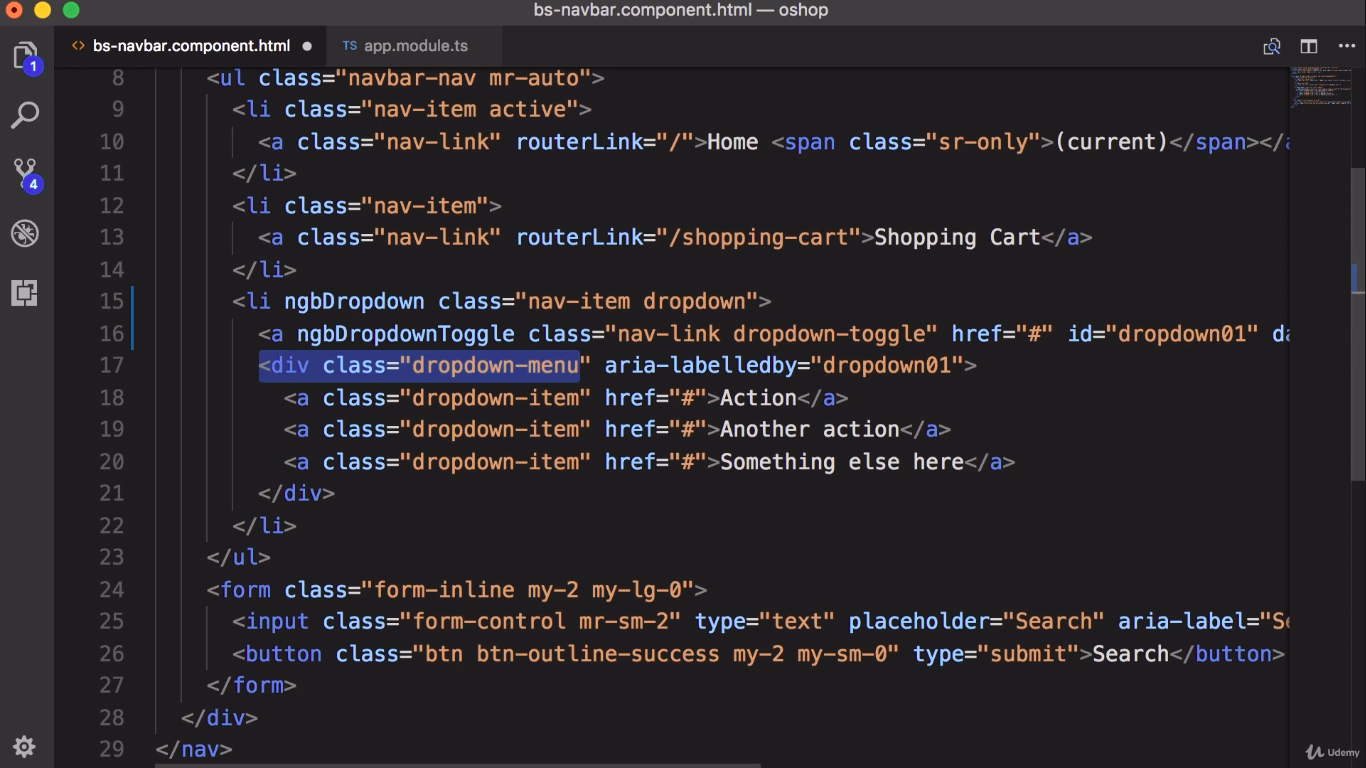 bs-navbar.component.html — oshop
<> bs-navbar.component.html ● TS app.module.ts
1
4
8 <ul class="navbar-nav mr-auto">
9 <li class="nav-item active">
10 <a class="nav-link" routerLink="/">Home <span class="sr-only">(current)</span></a
11 </li>
12 <li class="nav-item">
13 <a class="nav-link" routerLink="/shopping-cart">Shopping Cart</a>
14 </li>
15 <li ngbDropdown class="nav-item dropdown">
16 <a ngbDropdownToggle class="nav-link dropdown-toggle" href="#" id="dropdown01" da
17 <div class="dropdown-menu" aria-labelledby="dropdown01">
18 <a class="dropdown-item" href="#">Action</a>
19 <a class="dropdown-item" href="#">Another action</a>
20 <a class="dropdown-item" href="#">Something else here</a>
21 </div>
22 </li>
23 </ul>
24 <form class="form-inline my-2 my-lg-0">
25 <input class="form-control mr-sm-2" type="text" placeholder="Search" aria-label="Se
26 <button class="btn btn-outline-success my-2 my-sm-0" type="submit">Search</button>
27 </form>
28 </div>
29 </nav>
Udemy